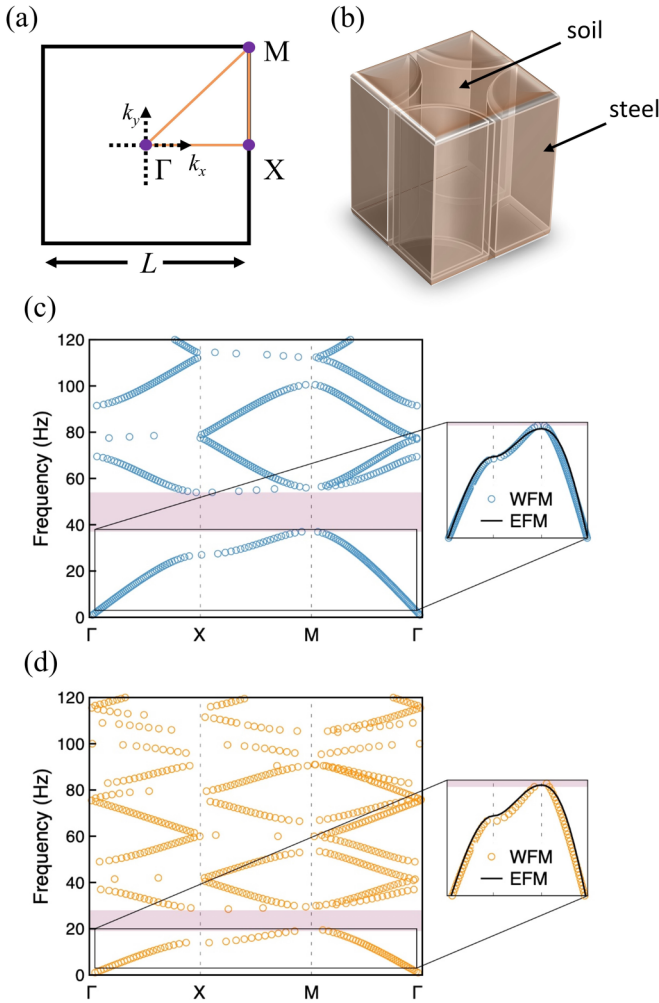 (a)
M
k_y
Γ
k_x
X
L
(b)
soil
steel
(c)
120
100
80
60
40
20
0
Frequency (Hz)
Γ
X
M
Γ
WFM
EFM
(d)
120
100
80
60
40
20
0
Frequency (Hz)
Γ
X
M
Γ
WFM
EFM